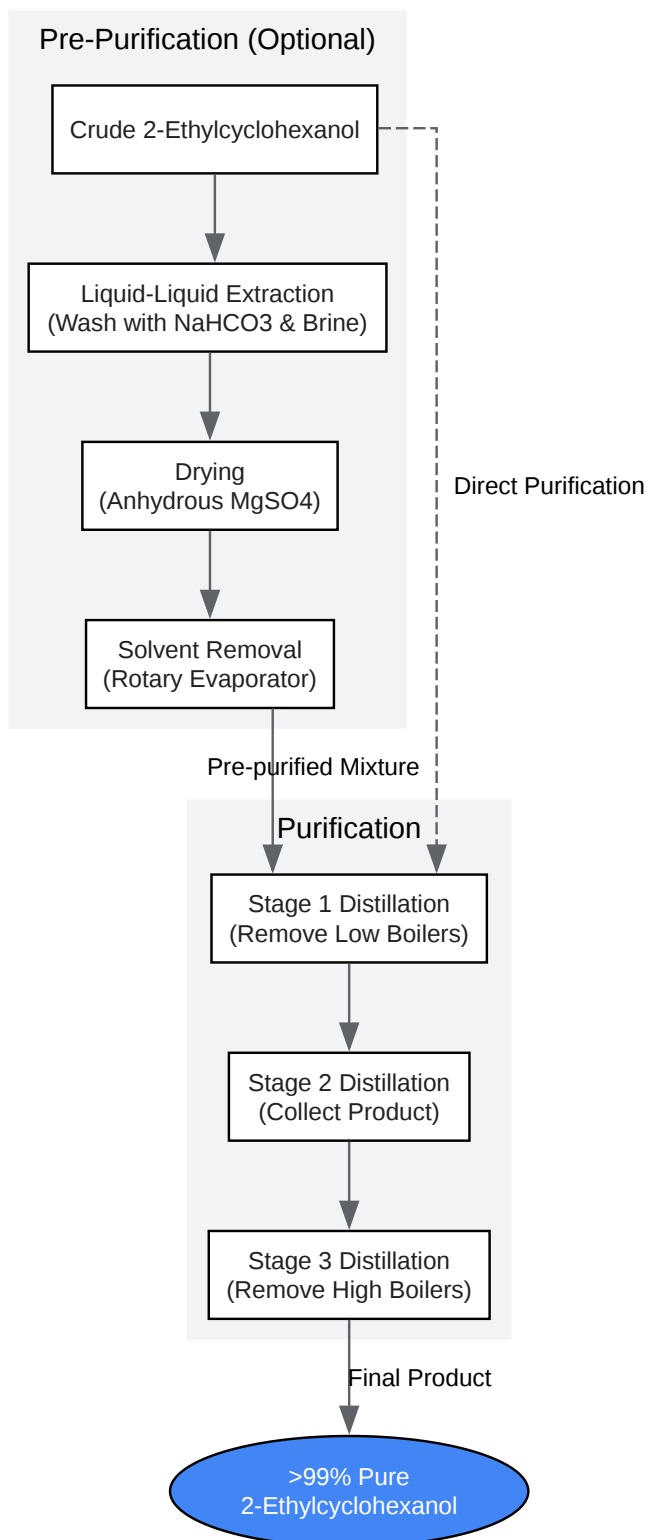 Pre-Purification (Optional)
Crude 2-Ethylcyclohexanol
Liquid-Liquid Extraction
(Wash with NaHCO3 & Brine)
Drying
(Anhydrous MgSO4)
Direct Purification
Solvent Removal
(Rotary Evaporator)
Pre-purified Mixture
Purification
Stage 1 Distillation
(Remove Low Boilers)
Stage 2 Distillation
(Collect Product)
Stage 3 Distillation
(Remove High Boilers)
Final Product
>99% Pure
2-Ethylcyclohexanol